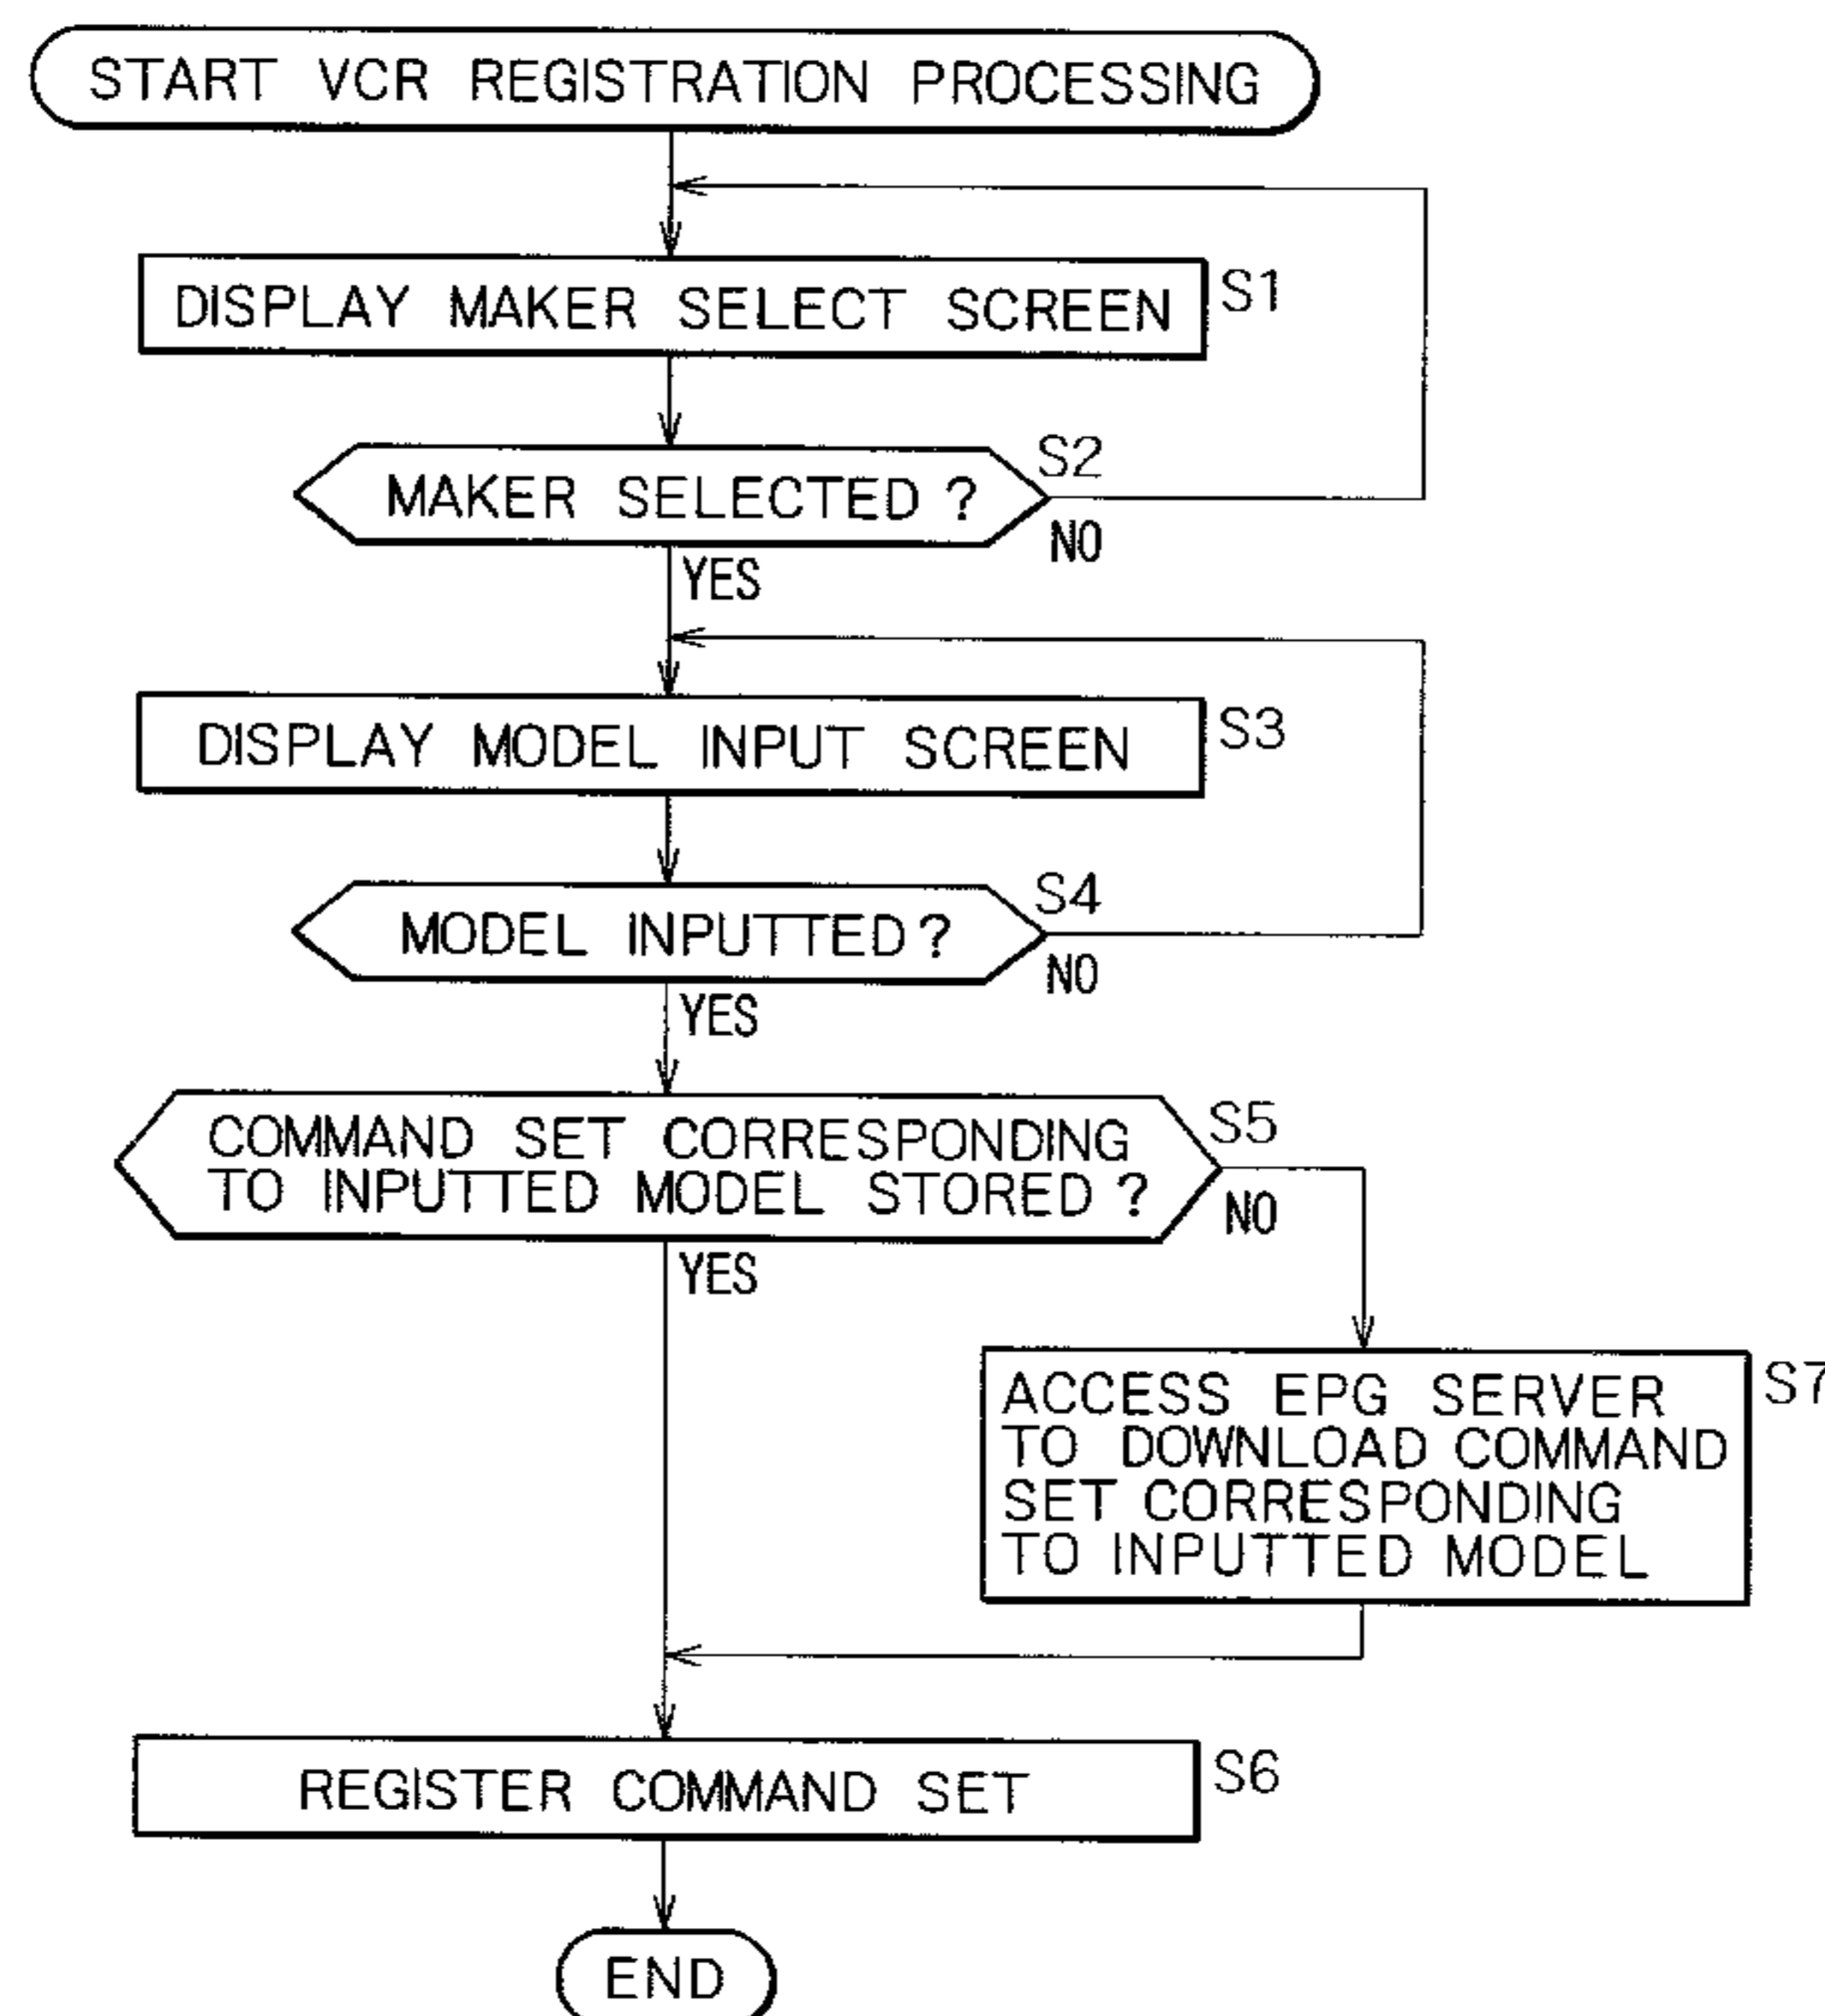 START VCR REGISTRATION PROCESSING
DISPLAY MAKER SELECT SCREEN
S1
MAKER SELECTED ?
S2
NO
YES
DISPLAY MODEL INPUT SCREEN
S3
MODEL INPUTTED ?
S4
NO
YES
COMMAND SET CORRESPONDING
TO INPUTTED MODEL STORED ?
S5
NO
YES
ACCESS EPG SERVER
TO DOWNLOAD COMMAND
SET CORRESPONDING
TO INPUTTED MODEL
S7
REGISTER COMMAND SET
S6
END